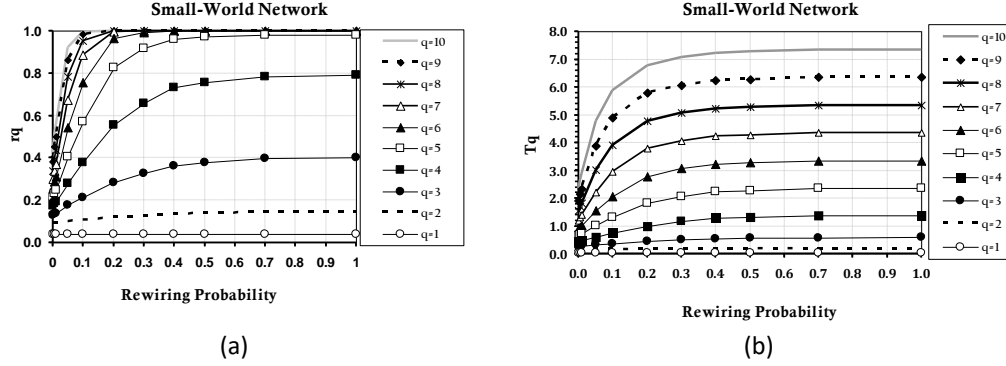 Small-World Network
1.0
0.8
0.6
0.4
0.2
0.0
rq
0 0.1 0.2 0.3 0.4 0.5 0.6 0.7 0.8 0.9 1
Rewiring Probability
q=10
q=9
q=8
q=7
q=6
q=5
q=4
q=3
q=2
q=1
(a)
Small-World Network
8.0
7.0
6.0
5.0
4.0
3.0
2.0
1.0
0.0
Tq
0.0 0.1 0.2 0.3 0.4 0.5 0.6 0.7 0.8 0.9 1.0
Rewiring Probability
q=10
q=9
q=8
q=7
q=6
q=5
q=4
q=3
q=2
q=1
(b)